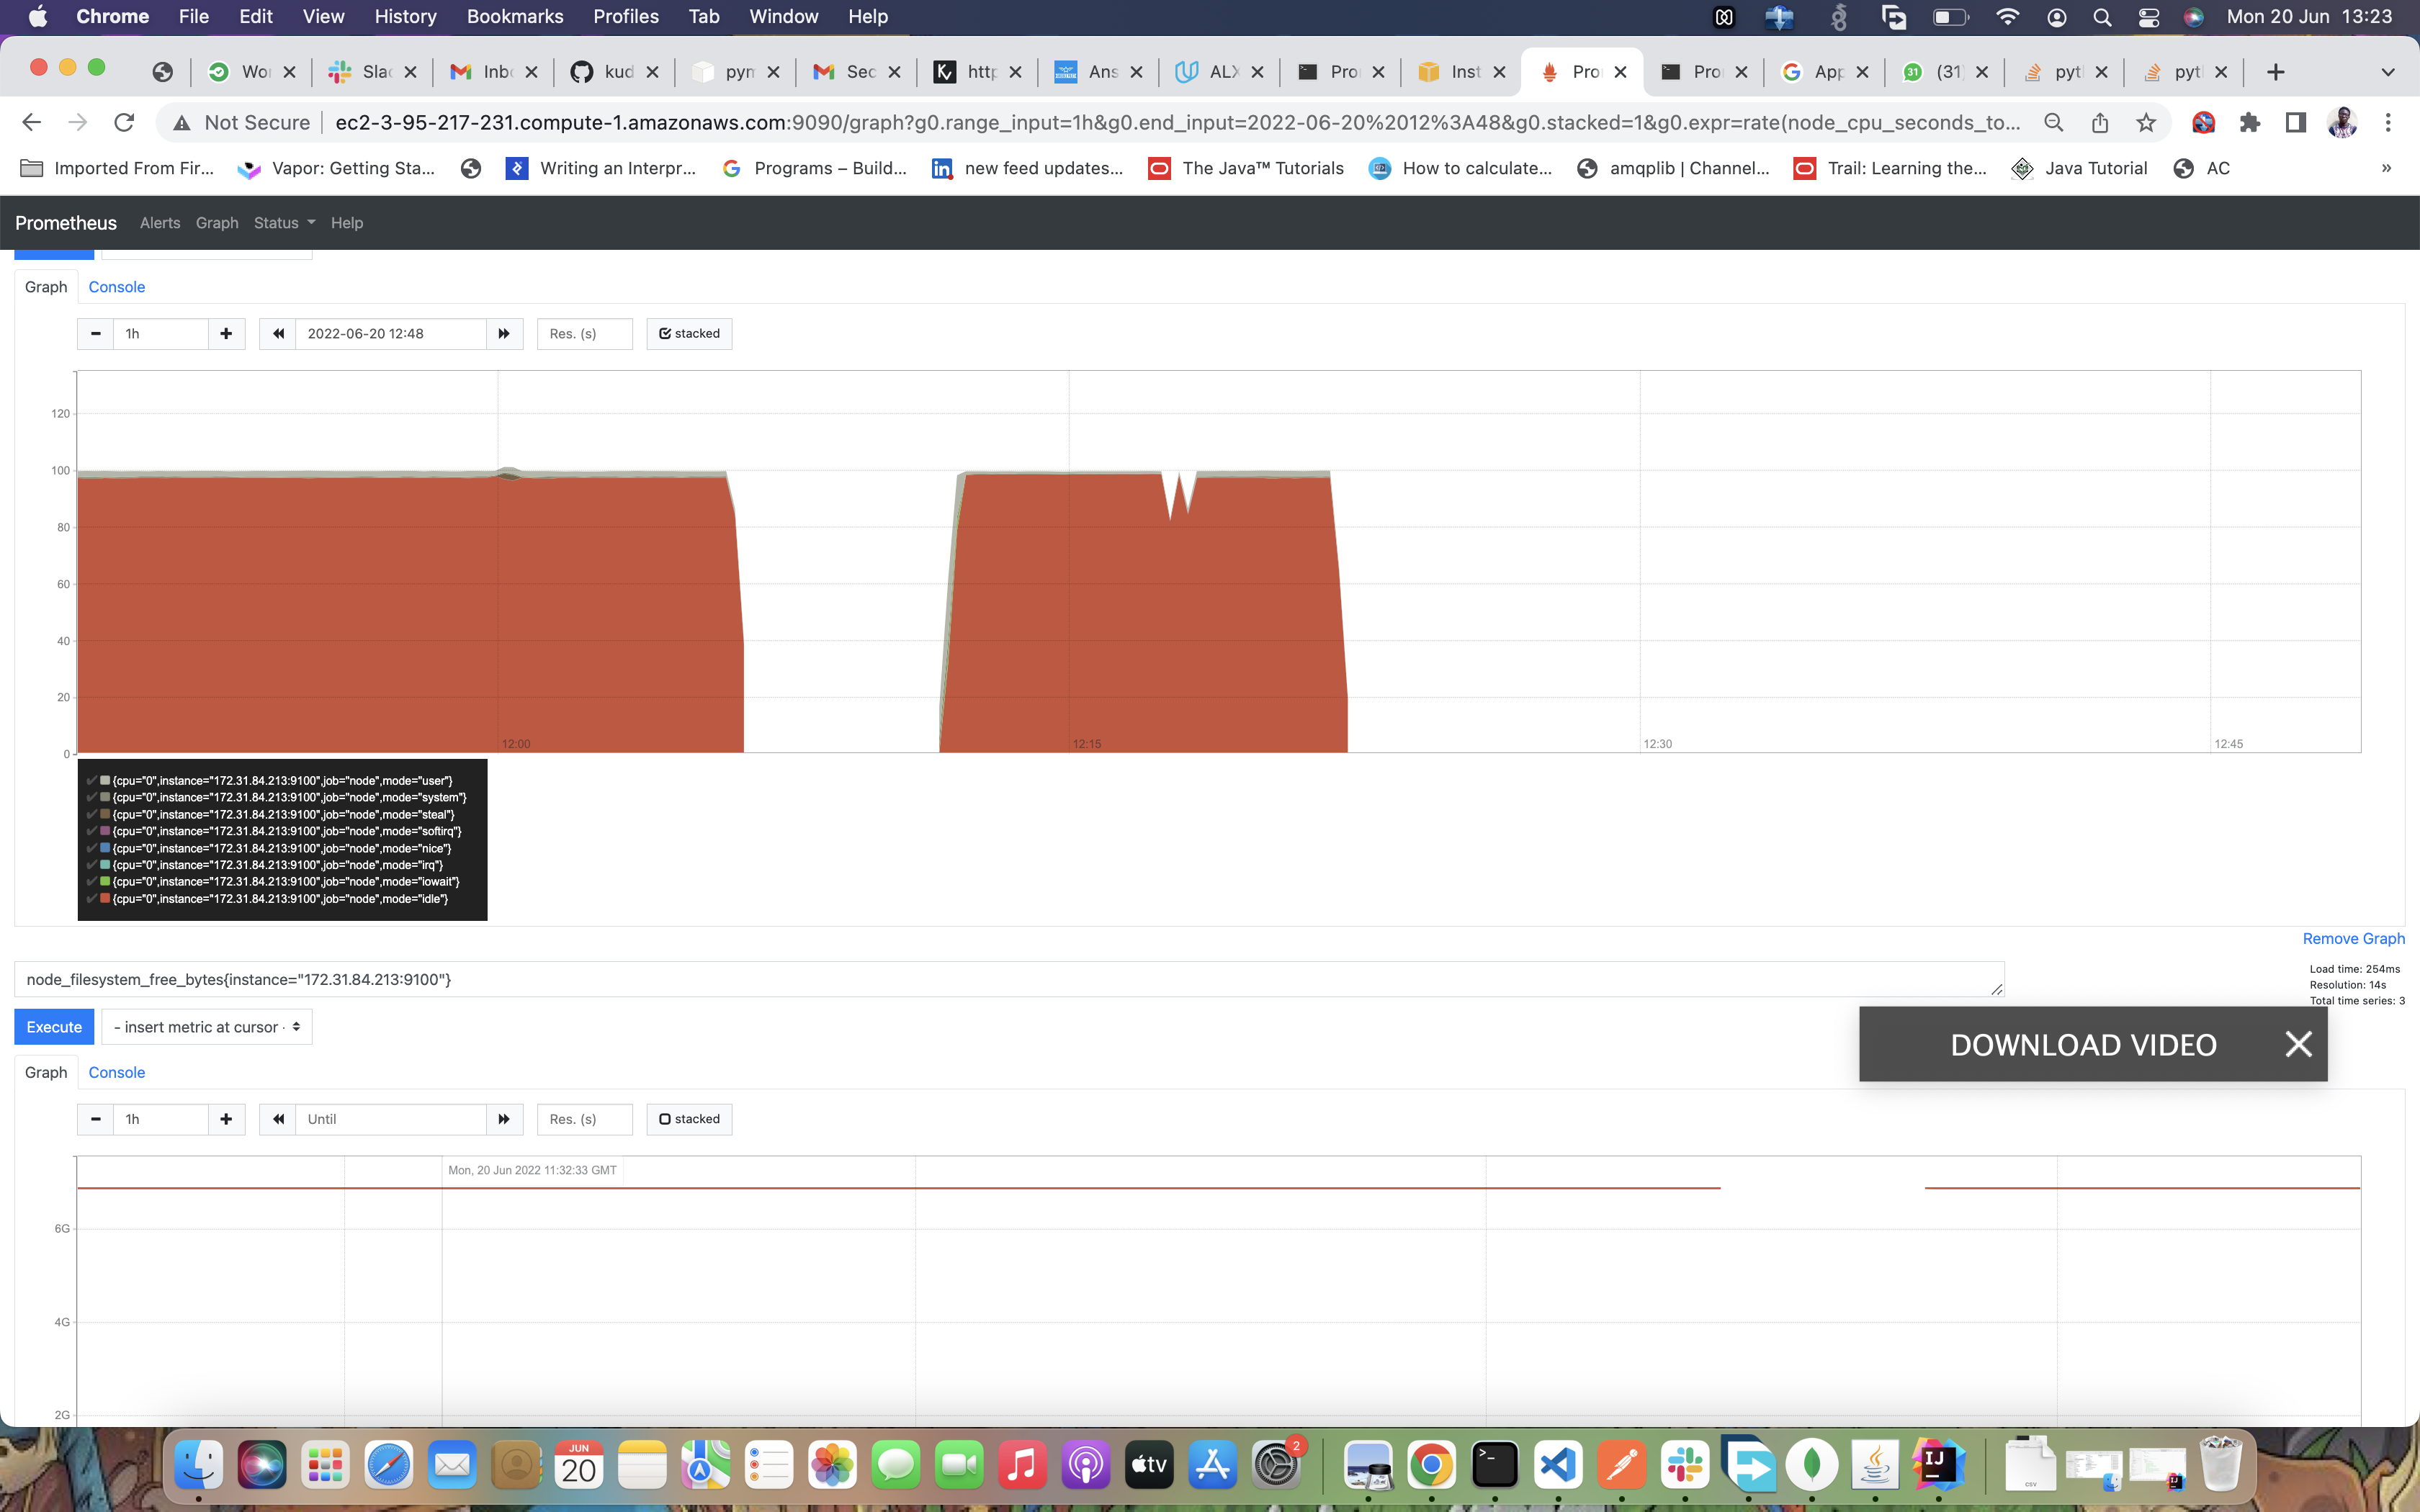 Chrome File Edit View History Bookmarks Profiles Tab Window Help Mon 20 Jun 13:23
Wor Slac Inbo kud pym Sec http Ans ALX Pro Inst Pro Pro App (31) pyt pyt
Not Secure ec2-3-95-217-231.compute-1.amazonaws.com:9090/graph?g0.range_input=1h&g0.end_input=2022-06-20%2012%3A48&g0.stacked=1&g0.expr=rate(node_cpu_seconds_to...
Imported From Fir... Vapor: Getting Sta... Writing an Interpr... Programs – Build... new feed updates... The Java™ Tutorials How to calculate... amqplib | Channel... Trail: Learning the... Java Tutorial AC »
Prometheus Alerts Graph Status Help
Graph Console
1h 2022-06-20 12:48 Res. (s) stacked
120
100
80
60
40
20
0
12:00 12:15 12:30 12:45
{cpu="0",instance="172.31.84.213:9100",job="node",mode="user"}
{cpu="0",instance="172.31.84.213:9100",job="node",mode="system"}
{cpu="0",instance="172.31.84.213:9100",job="node",mode="steal"}
{cpu="0",instance="172.31.84.213:9100",job="node",mode="softirq"}
{cpu="0",instance="172.31.84.213:9100",job="node",mode="nice"}
{cpu="0",instance="172.31.84.213:9100",job="node",mode="irq"}
{cpu="0",instance="172.31.84.213:9100",job="node",mode="iowait"}
{cpu="0",instance="172.31.84.213:9100",job="node",mode="idle"}
Remove Graph
node_filesystem_free_bytes{instance="172.31.84.213:9100"}
Load time: 254ms
Resolution: 14s
Total time series: 3
Execute - insert metric at cursor -
DOWNLOAD VIDEO
Graph Console
1h Until Res. (s) stacked
Mon, 20 Jun 2022 11:32:33 GMT
6G
4G
2G
JUN
20
tv
2
IJ
CSV